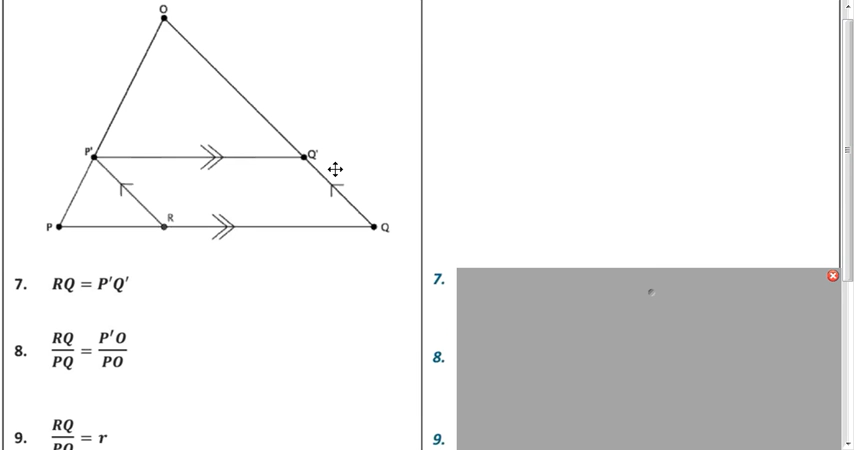 O
P'
Q'
P
R
Q
7. RQ = P'Q'
8. RQ/PQ = P'O/PO
9. RQ/PQ = r
7.
8.
9.